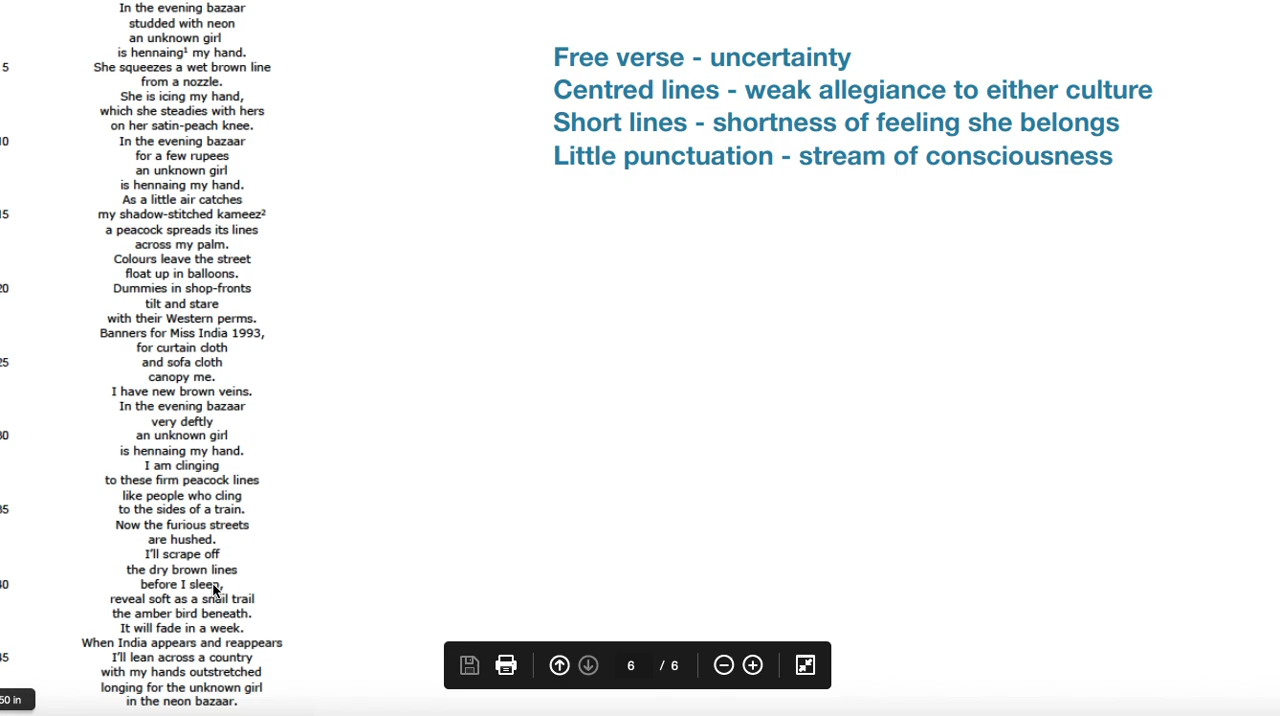 In the evening bazaar
studded with neon
an unknown girl
is hennaing¹ my hand.
5 She squeezes a wet brown line
from a nozzle.
She is icing my hand,
which she steadies with hers
on her satin-peach knee.
10 In the evening bazaar
for a few rupees
an unknown girl
is hennaing my hand.
As a little air catches
15 my shadow-stitched kameez²
a peacock spreads its lines
across my palm.
Colours leave the street
float up in balloons.
20 Dummies in shop-fronts
tilt and stare
with their Western perms.
Banners for Miss India 1993,
for curtain cloth
25 and sofa cloth
canopy me.
I have new brown veins.
In the evening bazaar
very deftly
30 an unknown girl
is hennaing my hand.
I am clinging
to these firm peacock lines
like people who cling
35 to the sides of a train.
Now the furious streets
are hushed.
I'll scrape off
the dry brown lines
40 before I sleep,
reveal soft as a snail trail
the amber bird beneath.
It will fade in a week.
When India appears and reappears
45 I'll lean across a country
with my hands outstretched
longing for the unknown girl
in the neon bazaar.
Free verse - uncertainty
Centred lines - weak allegiance to either culture
Short lines - shortness of feeling she belongs
Little punctuation - stream of consciousness
6 / 6
50 in